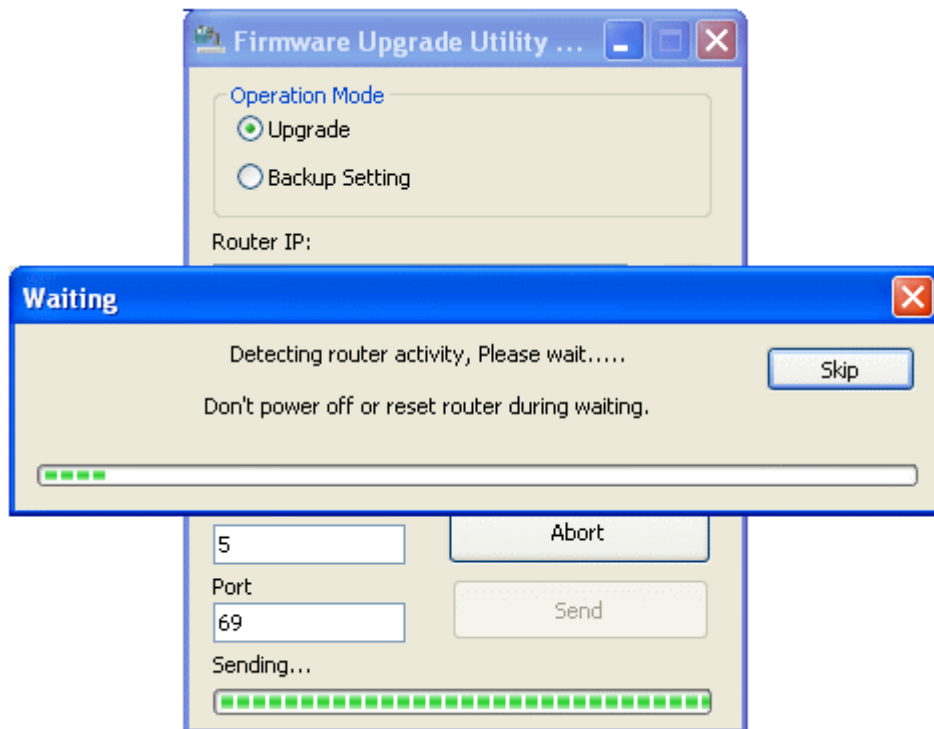 Firmware Upgrade Utility ...
Operation Mode
Upgrade
Backup Setting
Router IP:
Waiting
Detecting router activity, Please wait.....
Skip
Don't power off or reset router during waiting.
5
Abort
Port
69
Send
Sending...